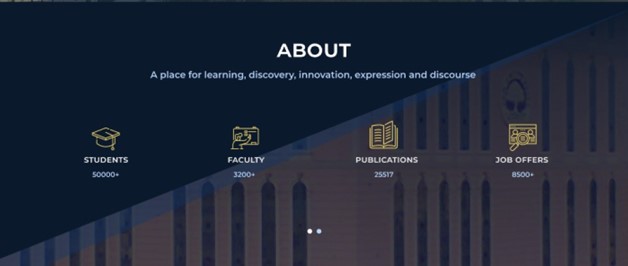 ABOUT
A place for learning, discovery, innovation, expression and discourse
STUDENTS
50000+
FACULTY
3200+
PUBLICATIONS
25517
JOB OFFERS
8500+